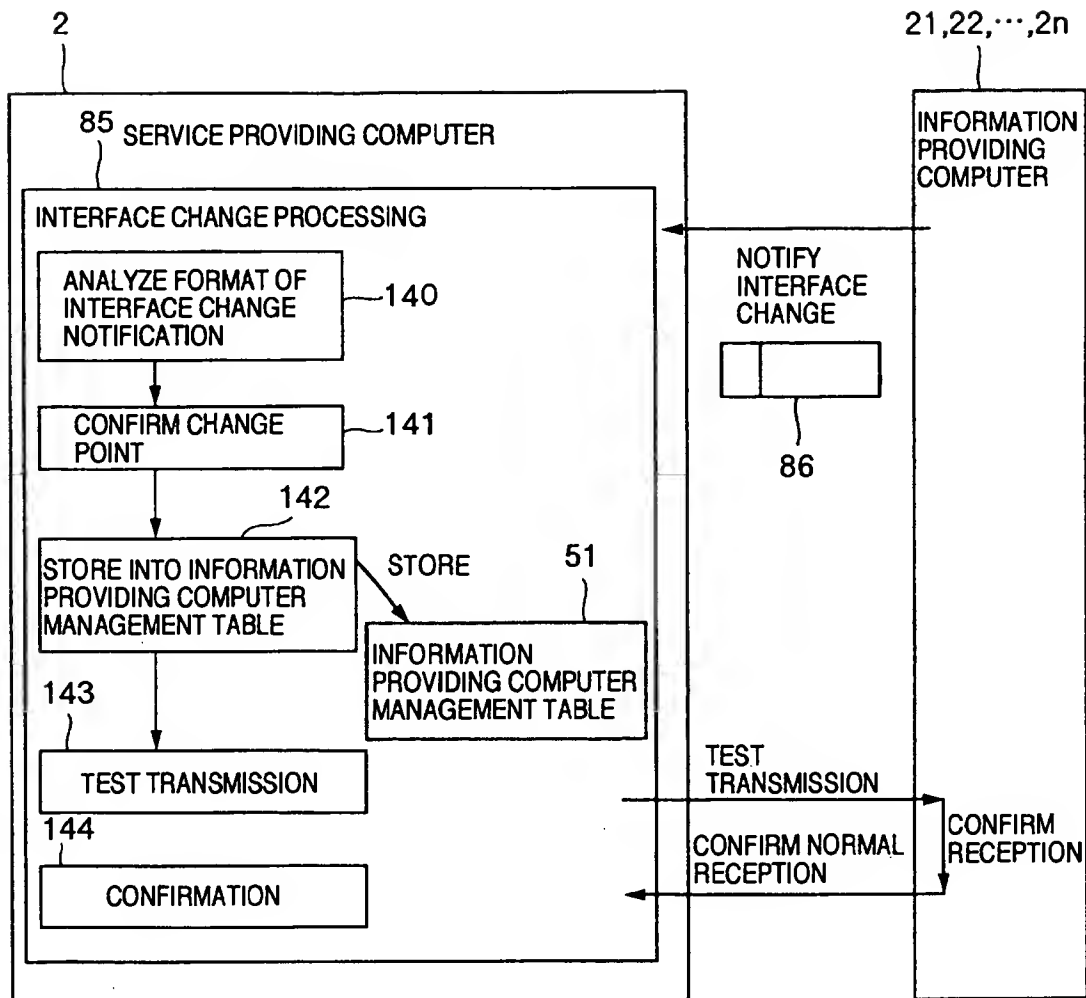 2
21,22,···,2n
85
SERVICE PROVIDING COMPUTER
INFORMATION
PROVIDING
COMPUTER
INTERFACE CHANGE PROCESSING
ANALYZE FORMAT OF
INTERFACE CHANGE
NOTIFICATION
140
NOTIFY
INTERFACE
CHANGE
86
CONFIRM CHANGE
POINT
141
142
STORE INTO INFORMATION
PROVIDING COMPUTER
MANAGEMENT TABLE
STORE
51
INFORMATION
PROVIDING COMPUTER
MANAGEMENT TABLE
143
TEST TRANSMISSION
TEST
TRANSMISSION
CONFIRM
RECEPTION
CONFIRM NORMAL
RECEPTION
144
CONFIRMATION